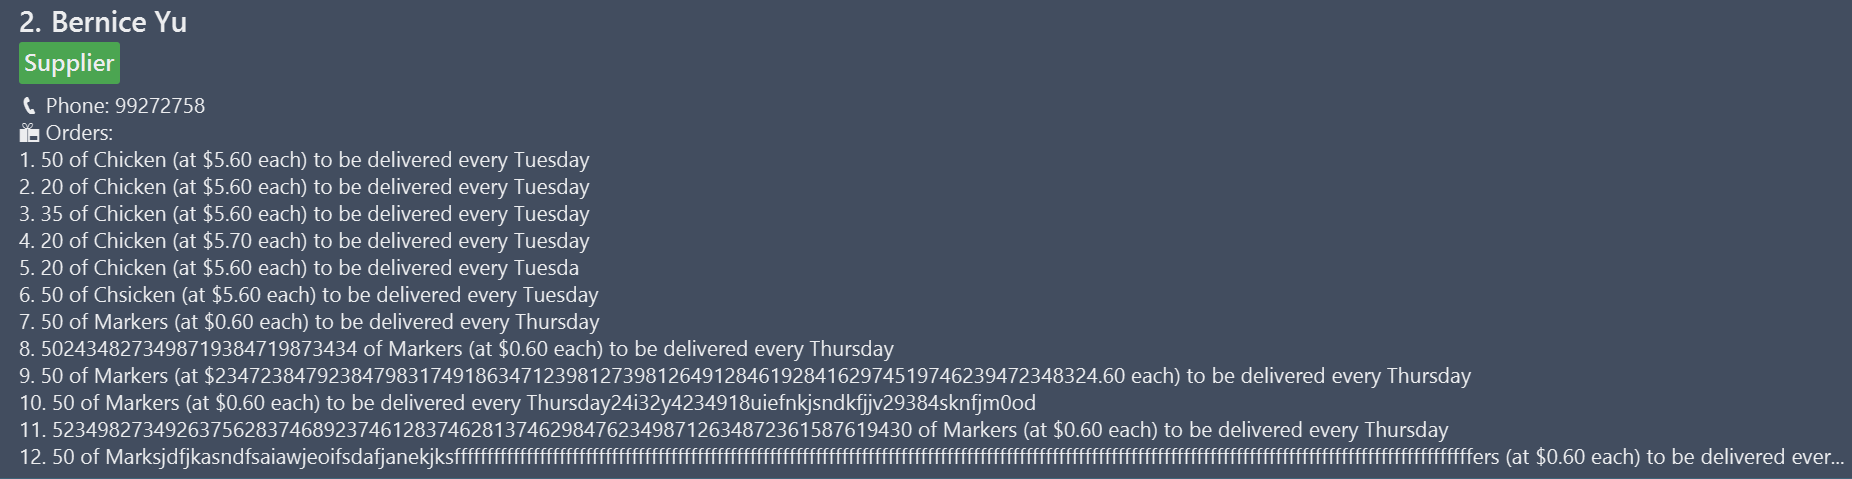 2. Bernice Yu
Supplier
Phone: 99272758
Orders:
1. 50 of Chicken (at $5.60 each) to be delivered every Tuesday
2. 20 of Chicken (at $5.60 each) to be delivered every Tuesday
3. 35 of Chicken (at $5.60 each) to be delivered every Tuesday
4. 20 of Chicken (at $5.70 each) to be delivered every Tuesday
5. 20 of Chicken (at $5.60 each) to be delivered every Tuesda
6. 50 of Chsicken (at $5.60 each) to be delivered every Tuesday
7. 50 of Markers (at $0.60 each) to be delivered every Thursday
8. 5024348273498719384719873434 of Markers (at $0.60 each) to be delivered every Thursday
9. 50 of Markers (at $234723847923847983174918634712398127398126491284619284162974519746239472348324.60 each) to be delivered every Thursday
10. 50 of Markers (at $0.60 each) to be delivered every Thursday24i32y4234918uiefnkjsndkfjjv29384sknfjm0od
11. 523498273492637562837468923746128374628137462984762349871263487236158761943​0 of Markers (at $0.60 each) to be delivered every Thursday
12. 50 of (at $0.60 each) to be delivered ever...